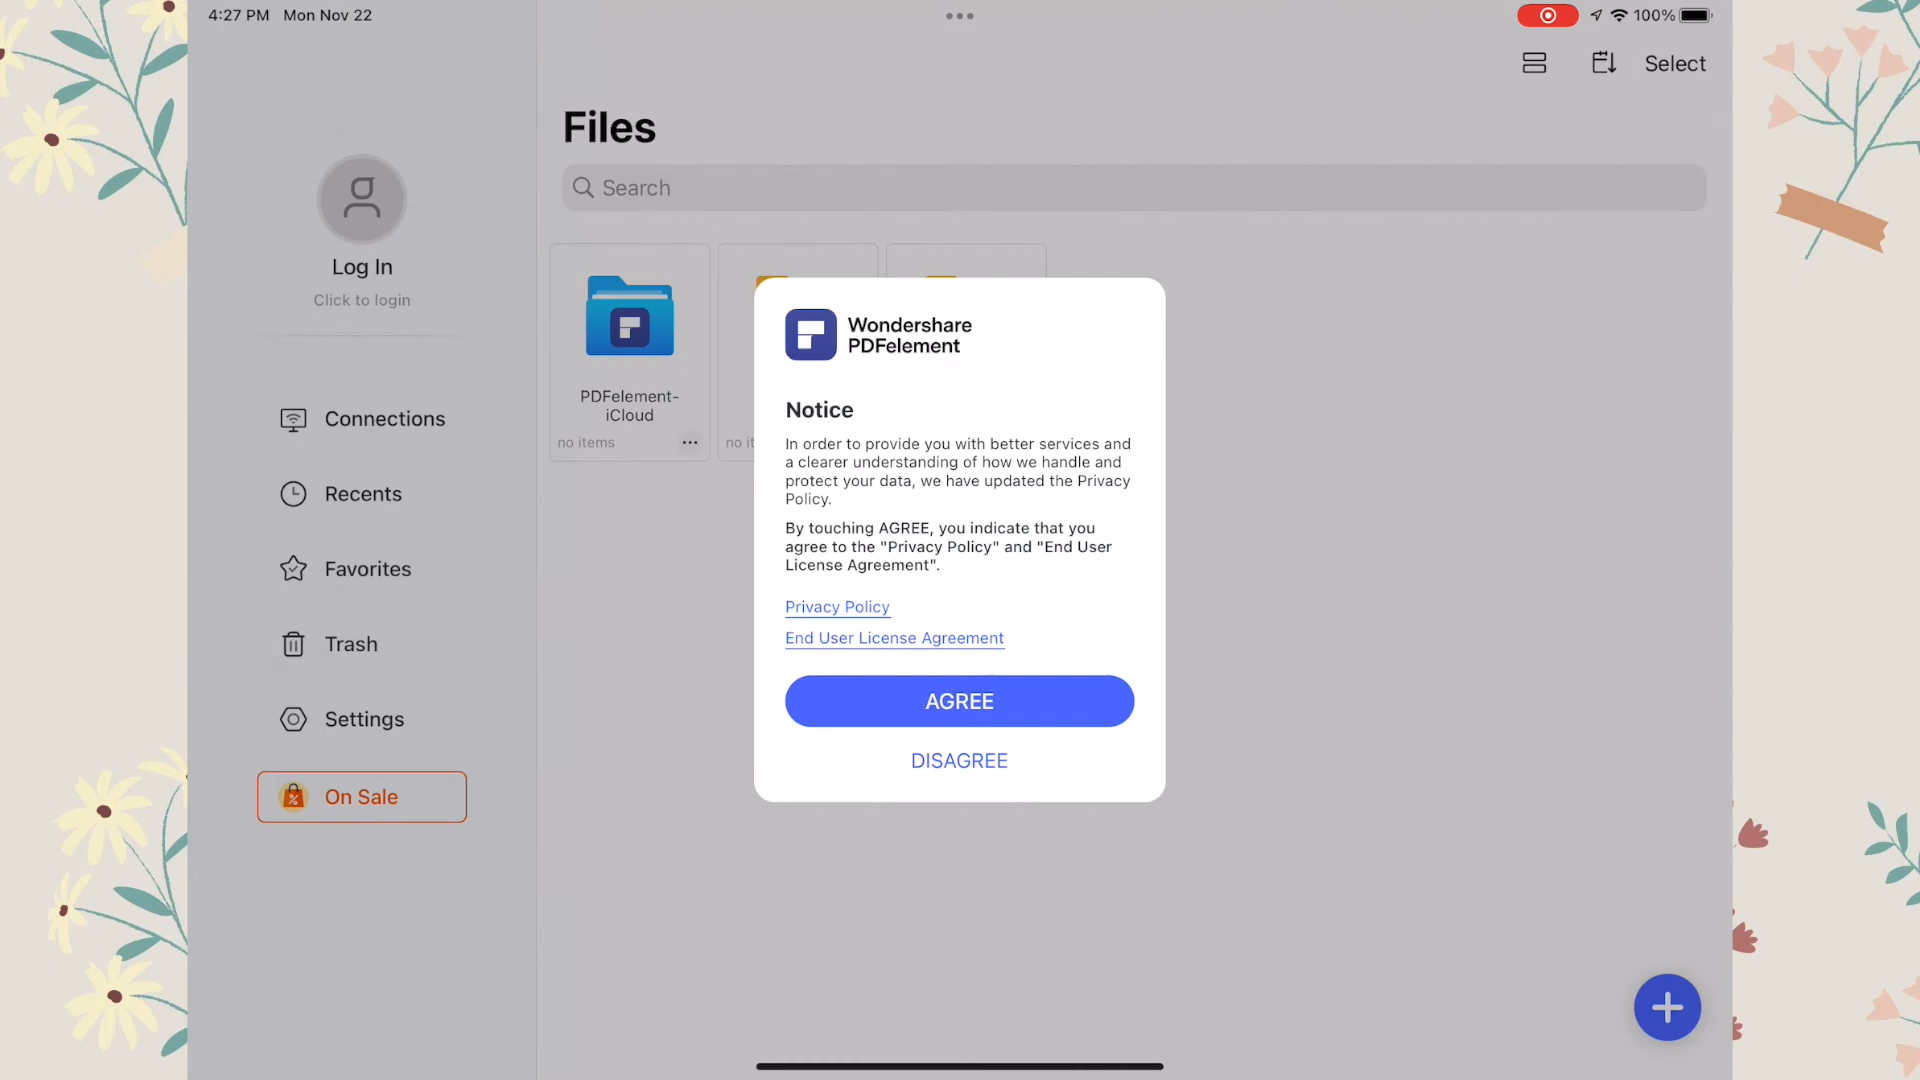 4:27 PM Mon Nov 22
100%
Select
Files
Search
Log In
Click to login
Connections
Recents
Favorites
Trash
Settings
On Sale
PDFelement-
iCloud
no items
no it
Wondershare
PDFelement
Notice
In order to provide you with better services and
a clearer understanding of how we handle and
protect your data, we have updated the Privacy
Policy.
By touching AGREE, you indicate that you
agree to the "Privacy Policy" and "End User
License Agreement".
Privacy Policy
End User License Agreement
AGREE
DISAGREE